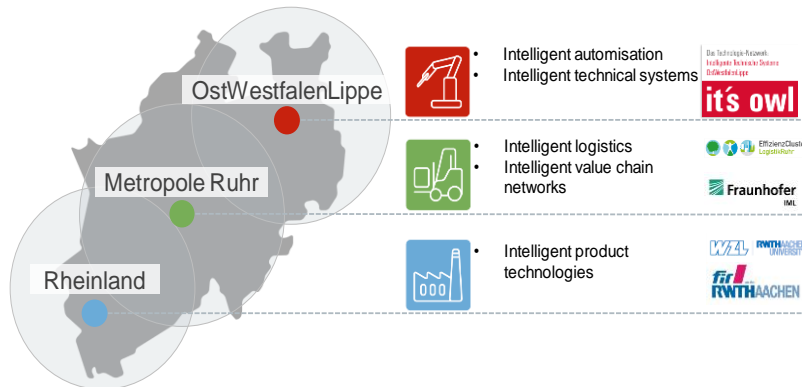 OstWestfalenLippe
Metropole Ruhr
Rheinland
• Intelligent automisation
• Intelligent technical systems
Das Technologie-Netzwerk:
Intelligente Technische Systeme
OstWestfalenLippe
it's owl
• Intelligent logistics
• Intelligent value chain
networks
EffizienzCluster
LogistikRuhr
Fraunhofer
IML
• Intelligent product
technologies
WZL RWTHAACHEN
UNIVERSIT
fir
RWTHAACHEN